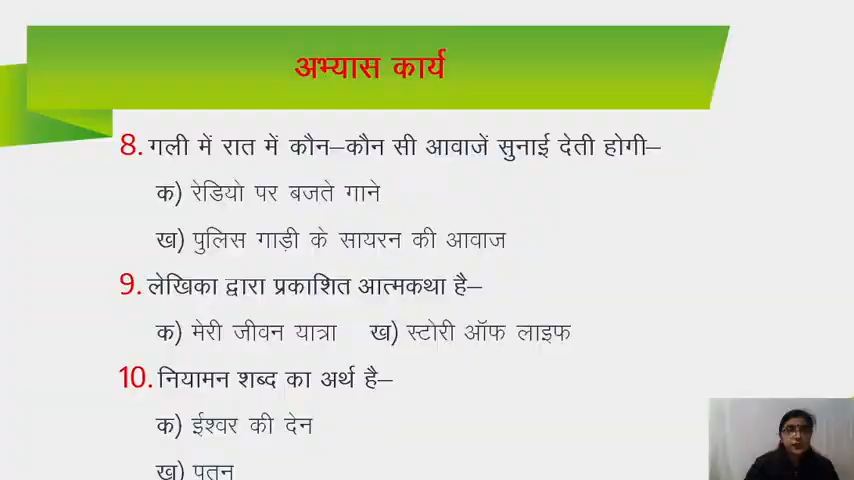 अभ्यास कार्य
8. गली में रात में कौन–कौन सी आवाजें सुनाई देती होगी–
क) रेडियो पर बजते गाने
ख) पुलिस गाड़ी के सायरन की आवाज
9. लेखिका द्वारा प्रकाशित आत्मकथा है–
क) मेरी जीवन यात्रा ख) स्टोरी ऑफ लाइफ
10. नियामन शब्द का अर्थ है–
क) ईश्वर की देन
ख) पतन